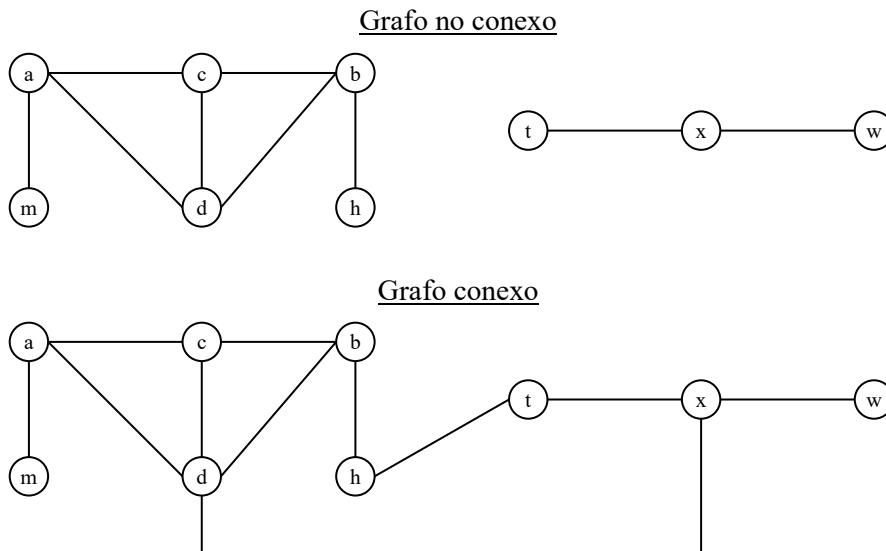 Grafo no conexo
a c b
t x w
m d h
Grafo conexo
a c b
t x w
m d h